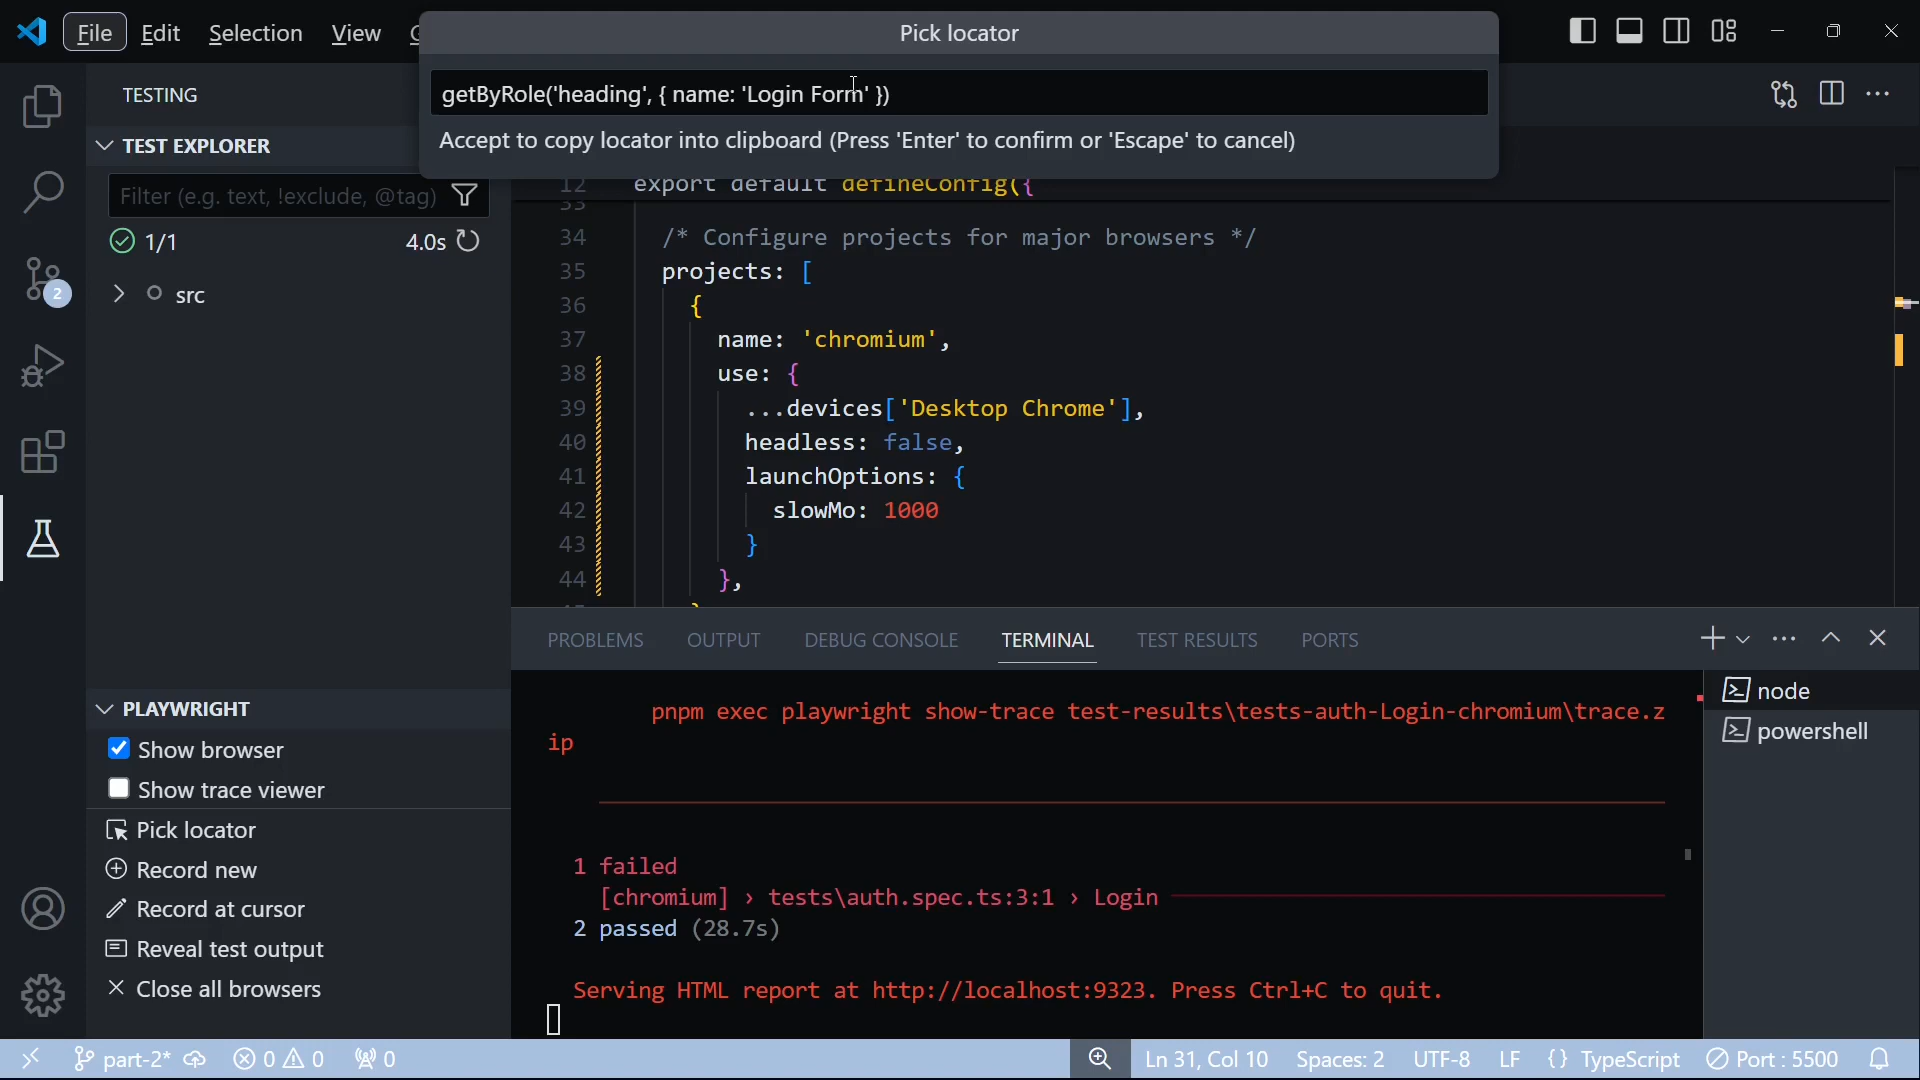 File Edit Selection View
Pick locator
getByRole('heading', { name: 'Login Form' })
Accept to copy locator into clipboard (Press 'Enter' to confirm or 'Escape' to cancel)
TESTING
TEST EXPLORER
Filter (e.g. text, !exclude, @tag)
1/1 4.0s
src
12 export default defineConfig({
33
34 /* Configure projects for major browsers */
35 projects: [
36 {
37 name: 'chromium',
38 use: {
39 ...devices['Desktop Chrome'],
40 headless: false,
41 launchOptions: {
42 slowMo: 1000
43 }
44 },
2
PLAYWRIGHT
Show browser
Show trace viewer
Pick locator
Record new
Record at cursor
Reveal test output
Close all browsers
PROBLEMS OUTPUT DEBUG CONSOLE TERMINAL TEST RESULTS PORTS
pnpm exec playwright show-trace test-results\tests-auth-Login-chromium\trace.z
ip
1 failed
[chromium] › tests\auth.spec.ts:3:1 › Login
2 passed (28.7s)
Serving HTML report at http://localhost:9323. Press Ctrl+C to quit.
node
powershell
part-2* 0 0 0 Ln 31, Col 10 Spaces: 2 UTF-8 LF {} TypeScript Port : 5500